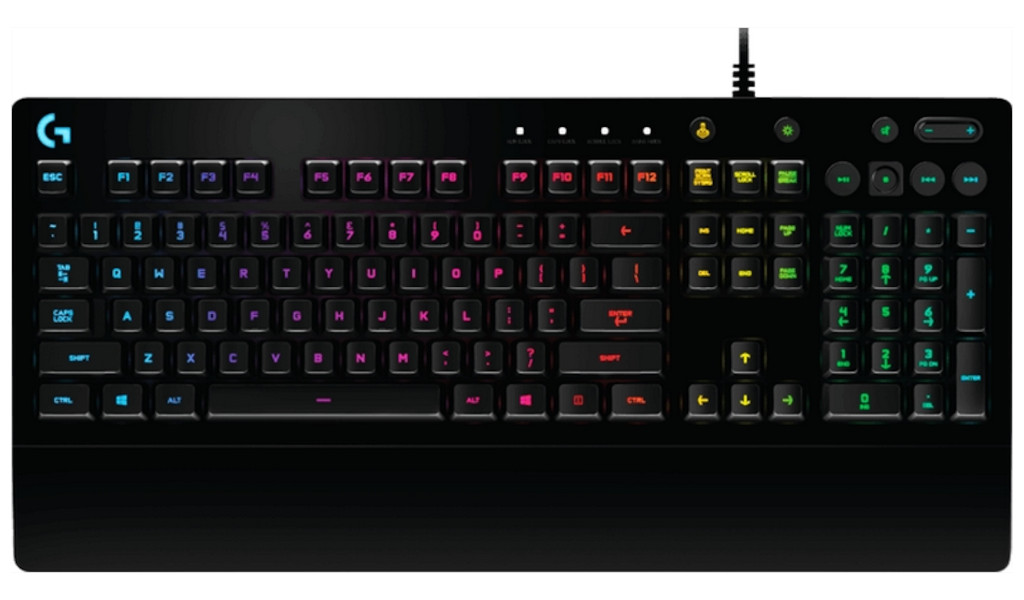 G
ESC F1 F2 F3 F4 F5 F6 F7 F8 F9 F10 F11 F12 PRINT SCRN SYSRQ SCROLL LOCK PAUSE BREAK
~ ! 1 2 # 3 $ 4 % 5 ^ 6 7 * 8 ( 9 ) 0 - = + ← INS HOME PAGE UP NUM LOCK / * -
TAB Q W E R T Y U I O P { [ } ] | \ DEL END PAGE DOWN 7 HOME 8 ↑ 9 PG UP +
CAPS LOCK A S D F G H J K L : ; " ' ENTER 4 ← 5 6 →
SHIFT Z X C V B N M < , > . ? / SHIFT ↑ 1 END 2 ↓ 3 PG DN ENTER
CTRL ALT ALT CTRL ← ↓ → 0 INS . DEL